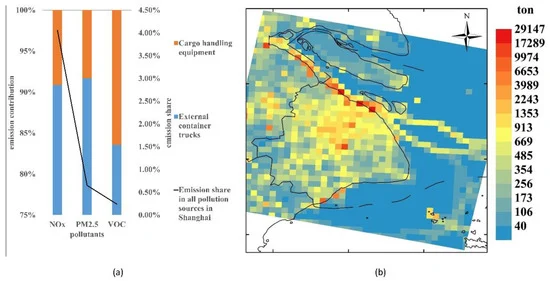 100%
95%
90%
85%
80%
75%
emission contribution
4.50%
4.00%
3.50%
3.00%
2.50%
2.00%
1.50%
1.00%
0.50%
0.00%
emission share
NOx
PM2.5
VOC
pollutants
Cargo handling
equipment
External
container
trucks
Emission share
in all pollution
sources in
Shanghai
(a)
N
(b)
ton
29147
17289
9974
6653
3989
2243
1353
913
669
485
354
256
173
106
40